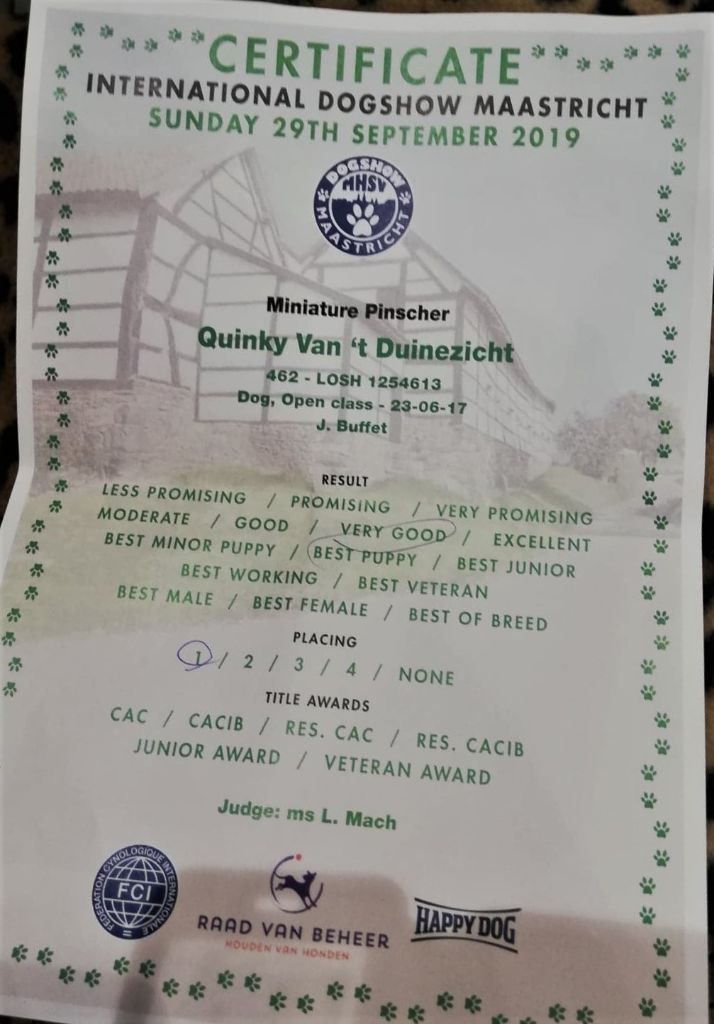 CERTIFICATE
INTERNATIONAL DOGSHOW MAASTRICHT
SUNDAY 29TH SEPTEMBER 2019
DOGSHOW
MHSV
MAASTRICHT
Miniature Pinscher
Quinky Van ‘t Duinezicht
462 - LOSH 1254613
Dog, Open class - 23-06-17
J. Buffet
RESULT
LESS PROMISING / PROMISING / VERY PROMISING
MODERATE / GOOD / VERY GOOD / EXCELLENT
BEST MINOR PUPPY / BEST PUPPY / BEST JUNIOR
BEST WORKING / BEST VETERAN
BEST MALE / BEST FEMALE / BEST OF BREED
PLACING
1 / 2 / 3 / 4 / NONE
TITLE AWARDS
CAC / CACIB / RES. CAC / RES. CACIB
JUNIOR AWARD / VETERAN AWARD
Judge: ms L. Mach
FEDERATION CYNOLOGIQUE INTERNATIONALE
FCI
RAAD VAN BEHEER
HOUDEN VAN HONDEN
HAPPY DOG